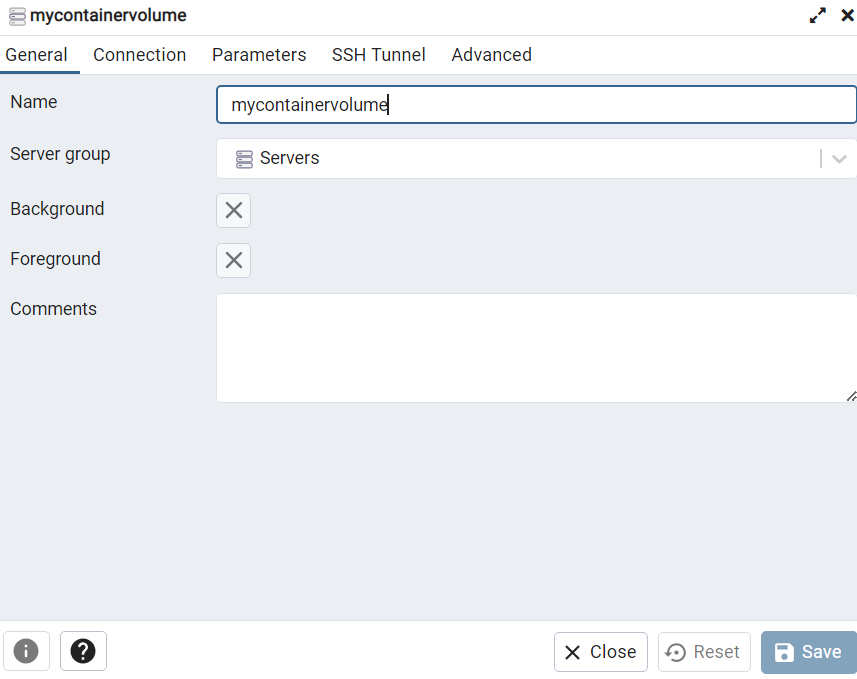 mycontainervolume
General Connection Parameters SSH Tunnel Advanced
Name mycontainervolume
Server group Servers
Background
Foreground
Comments
Close Reset Save